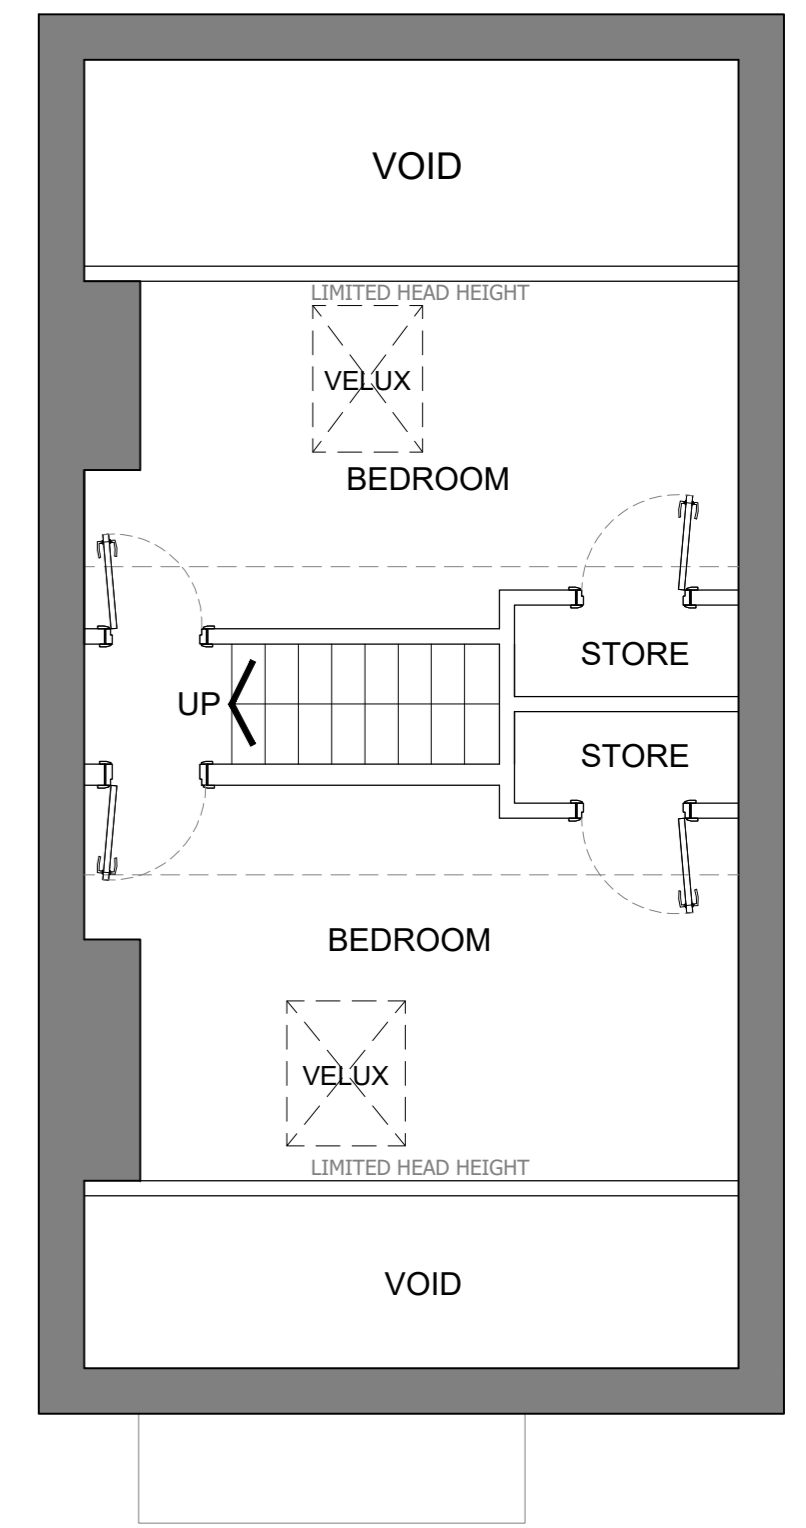 VOID
LIMITED HEAD HEIGHT
VELUX
BEDROOM
STORE
UP
STORE
BEDROOM
VELUX
LIMITED HEAD HEIGHT
VOID